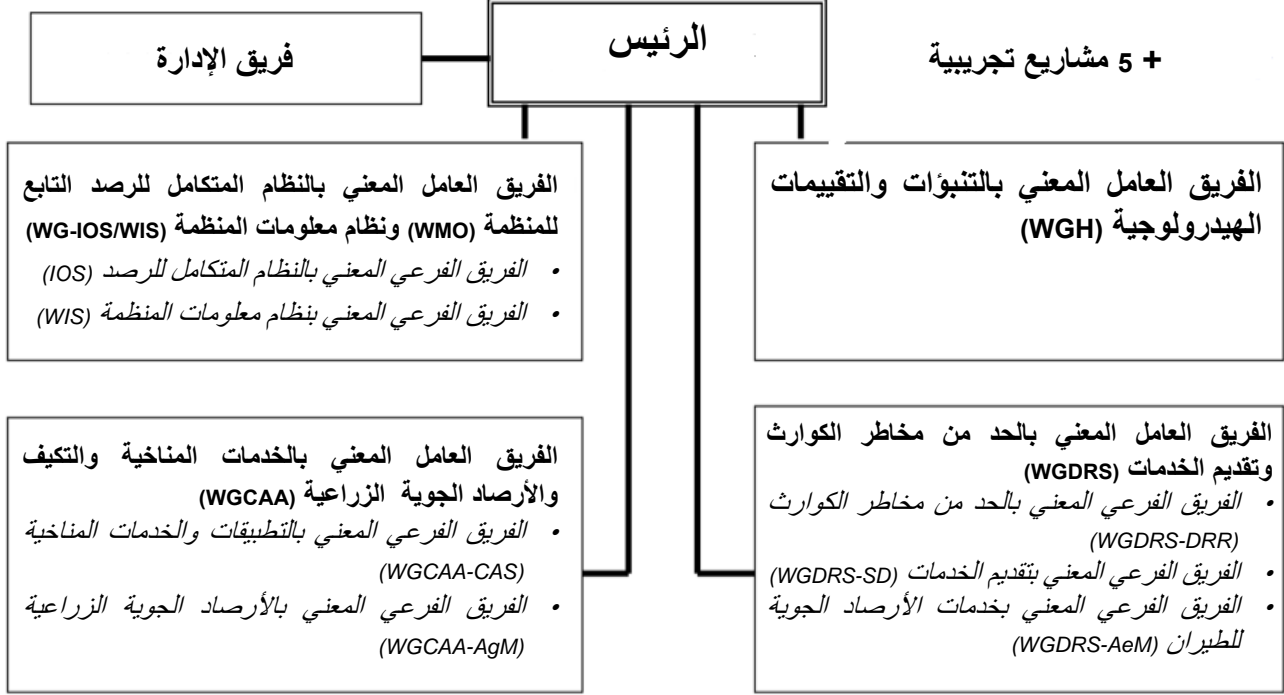 الرئيس
فريق الإدارة
+ 5 مشاريع تجريبية
الفريق العامل المعني بالتنبؤات والتقييمات
الهيدرولوجية (WGH)
الفريق العامل المعني بالنظام المتكامل للرصد التابع
للمنظمة (WMO) ونظام معلومات المنظمة (WG-IOS/WIS)
• الفريق الفرعي المعني بالنظام المتكامل للرصد (IOS)
• الفريق الفرعي المعني بنظام معلومات المنظمة (WIS)
الفريق العامل المعني بالحد من مخاطر الكوارث
وتقديم الخدمات (WGDRS)
• الفريق الفرعي المعني بالحد من مخاطر الكوارث
(WGDRS-DRR)
• الفريق الفرعي المعني بتقديم الخدمات (WGDRS-SD)
• الفريق الفرعي المعني بخدمات الأرصاد الجوية
للطيران (WGDRS-AeM)
الفريق العامل المعني بالخدمات المناخية والتكيف
والأرصاد الجوية الزراعية (WGCAA)
• الفريق الفرعي المعني بالتطبيقات والخدمات المناخية
(WGCAA-CAS)
• الفريق الفرعي المعني بالأرصاد الجوية الزراعية
(WGCAA-AgM)